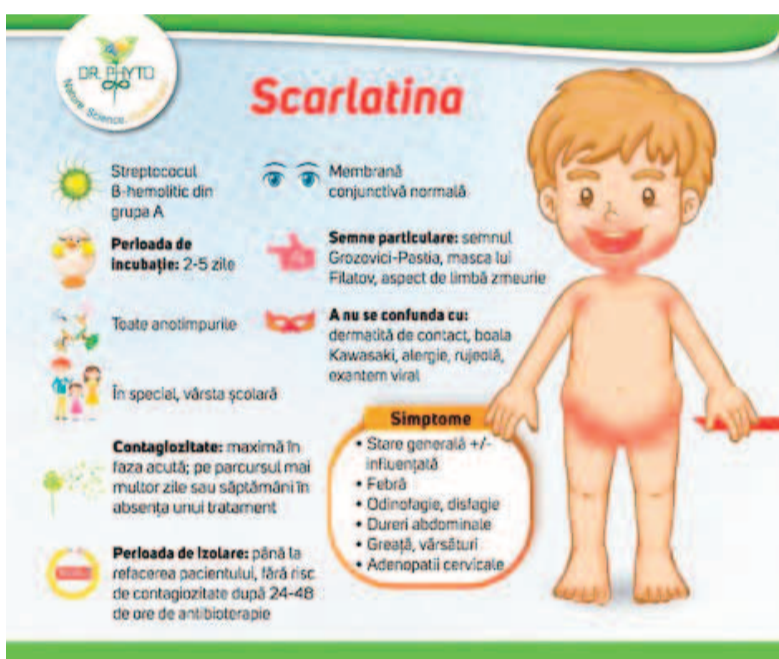 DR. PHYTO
Nature. Science.
Scarlatina
Streptococul
B-hemolitic din
grupa A
Perioada de
incubație: 2-5 zile
Toate anotimpurile
În special, vârsta școlară
Contagiozitate: maximă în
faza acută; pe parcursul mai
multor zile sau săptămâni în
absența unui tratament
Perioada de izolare: până la
refacerea pacientului, fără risc
de contagiozitate după 24-48
de ore de antibioterapie
Membrană
conjunctivă normală
Semne particulare: semnul
Grozovici-Pastia, masca lui
Filatov, aspect de limbă zmeurie
A nu se confunda cu:
dermatită de contact, boala
Kawasaki, alergie, rujeolă,
exantem viral
Simptome
• Stare generală +/-
influențată
• Febră
• Odinofagie, disfagie
• Dureri abdominale
• Greață, vărsături
• Adenopatii cervicale